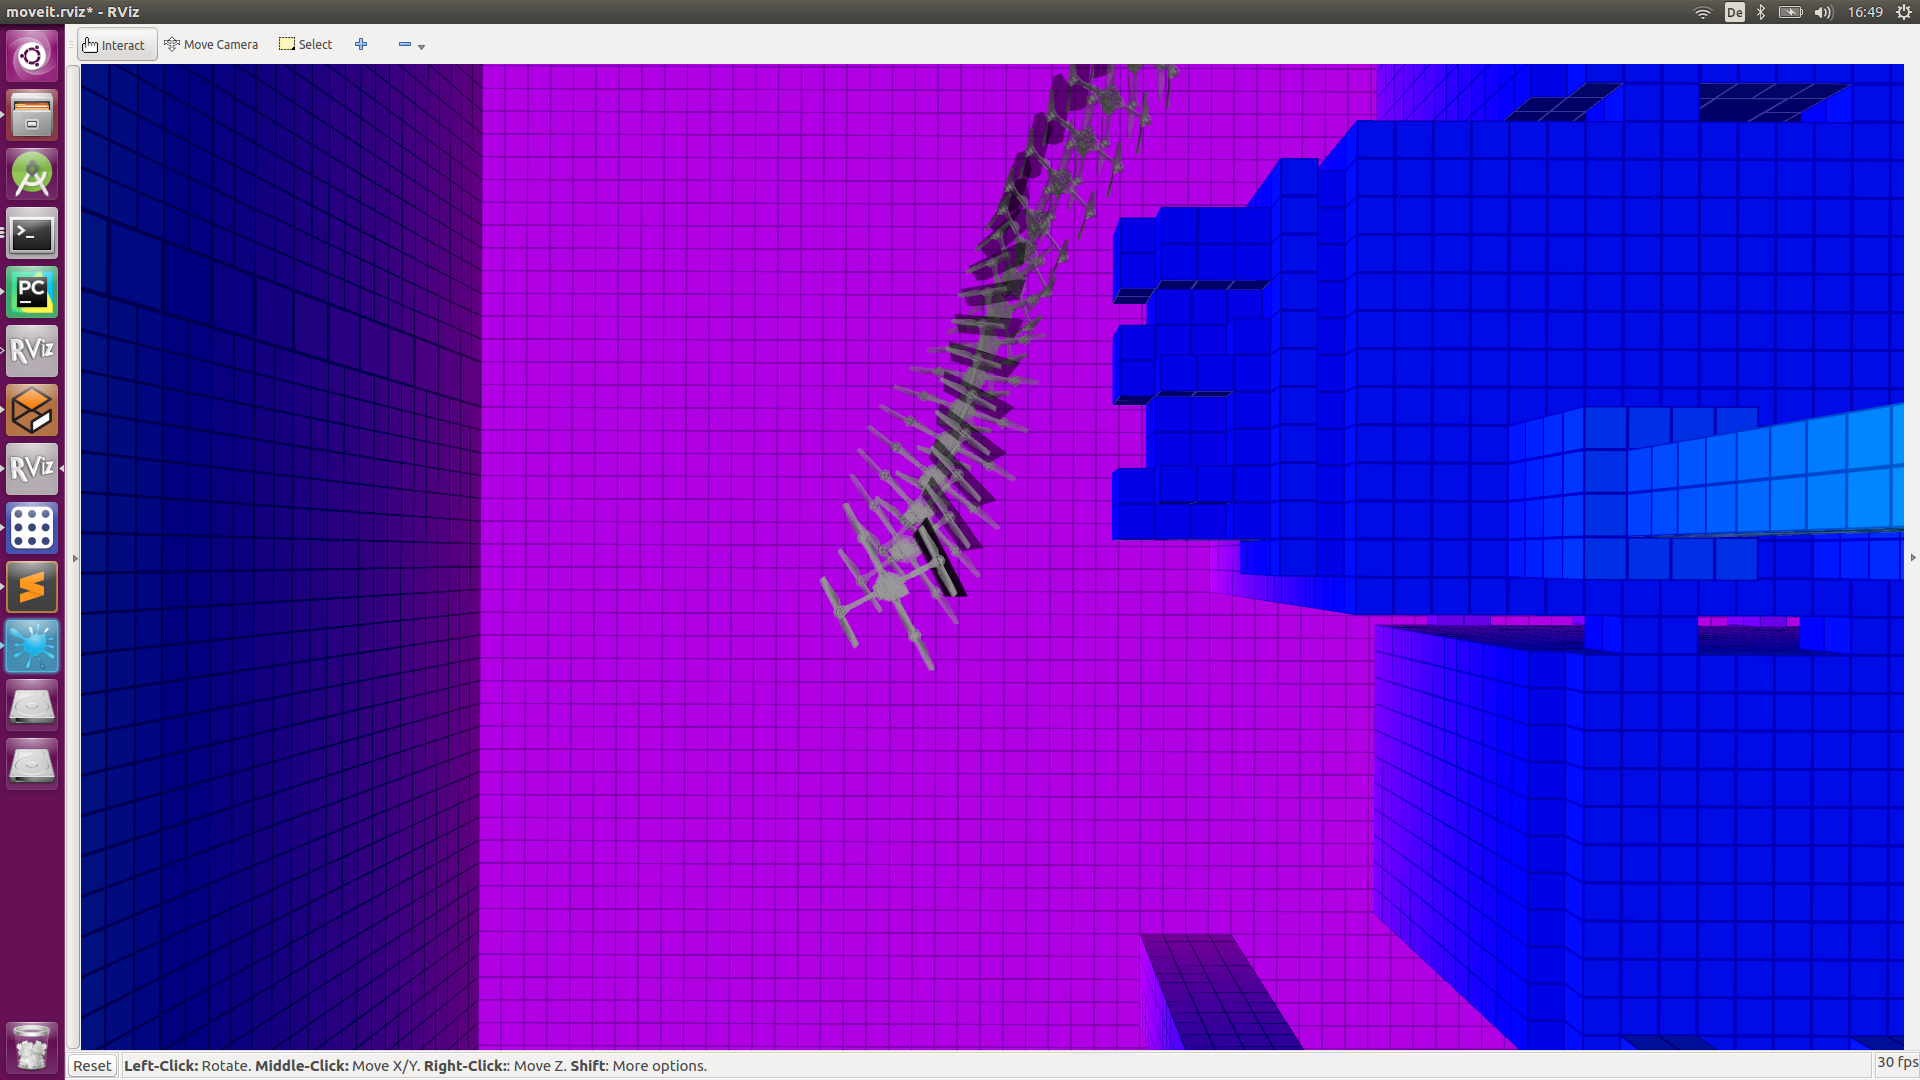 moveit.rviz* - RViz
De
16:49
Interact
Move Camera
Select
>_
PC
RViz
RViz
Reset
Left-Click: Rotate. Middle-Click: Move X/Y. Right-Click:: Move Z. Shift: More options.
30 fps